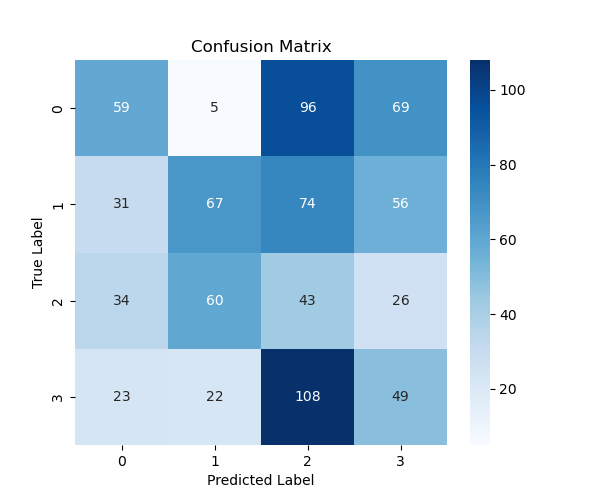 Confusion Matrix
0 59 5 96 69
1 31 67 74 56
2 34 60 43 26
3 23 22 108 49
0 1 2 3
True Label
Predicted Label
100
80
60
40
20